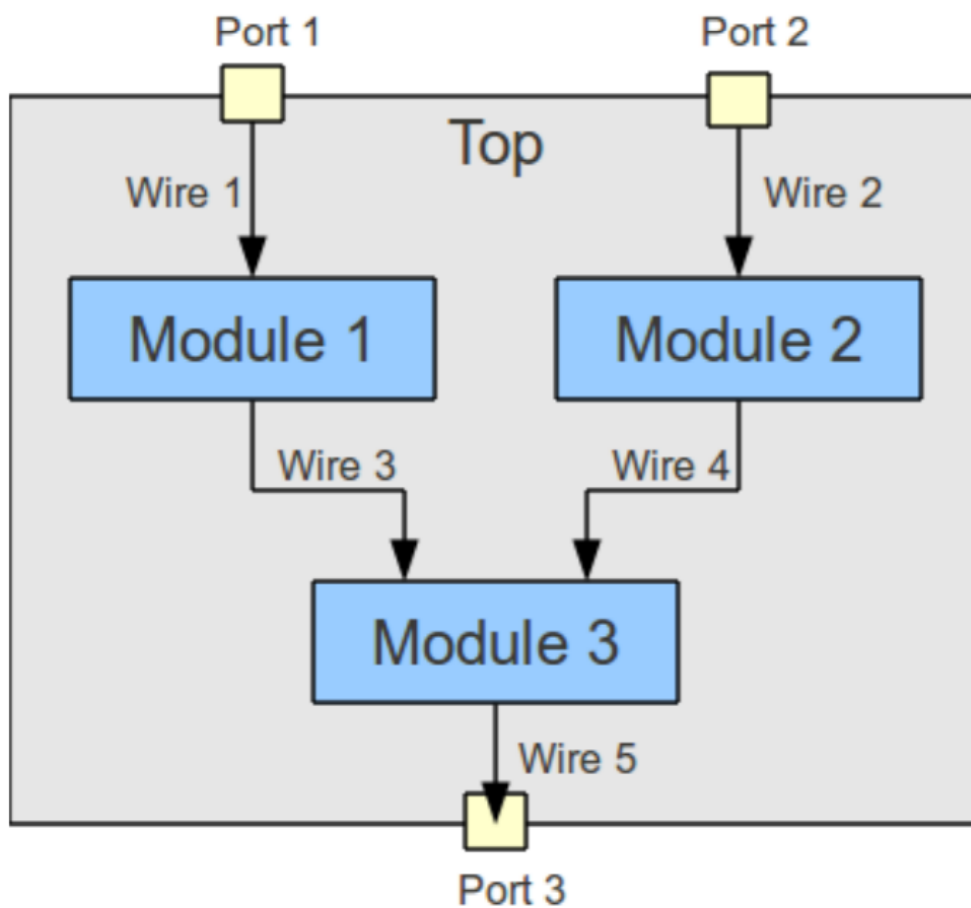 Port 1
Port 2
Top
Wire 1
Wire 2
Module 1
Module 2
Wire 3
Wire 4
Module 3
Wire 5
Port 3